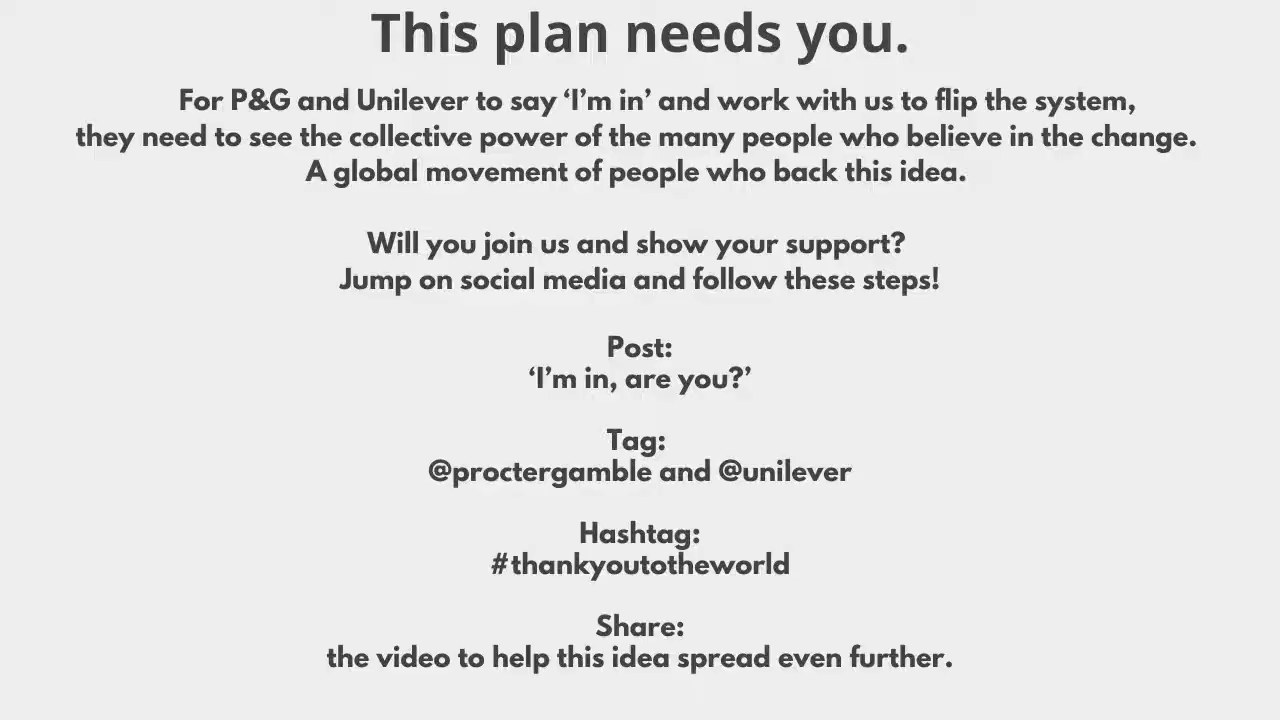 This plan needs you.
For P&G and Unilever to say ‘I’m in’ and work with us to flip the system,
they need to see the collective power of the many people who believe in the change.
A global movement of people who back this idea.
Will you join us and show your support?
Jump on social media and follow these steps!
Post:
‘I’m in, are you?’
Tag:
@proctergamble and @unilever
Hashtag:
#thankyoutotheworld
Share:
the video to help this idea spread even further.